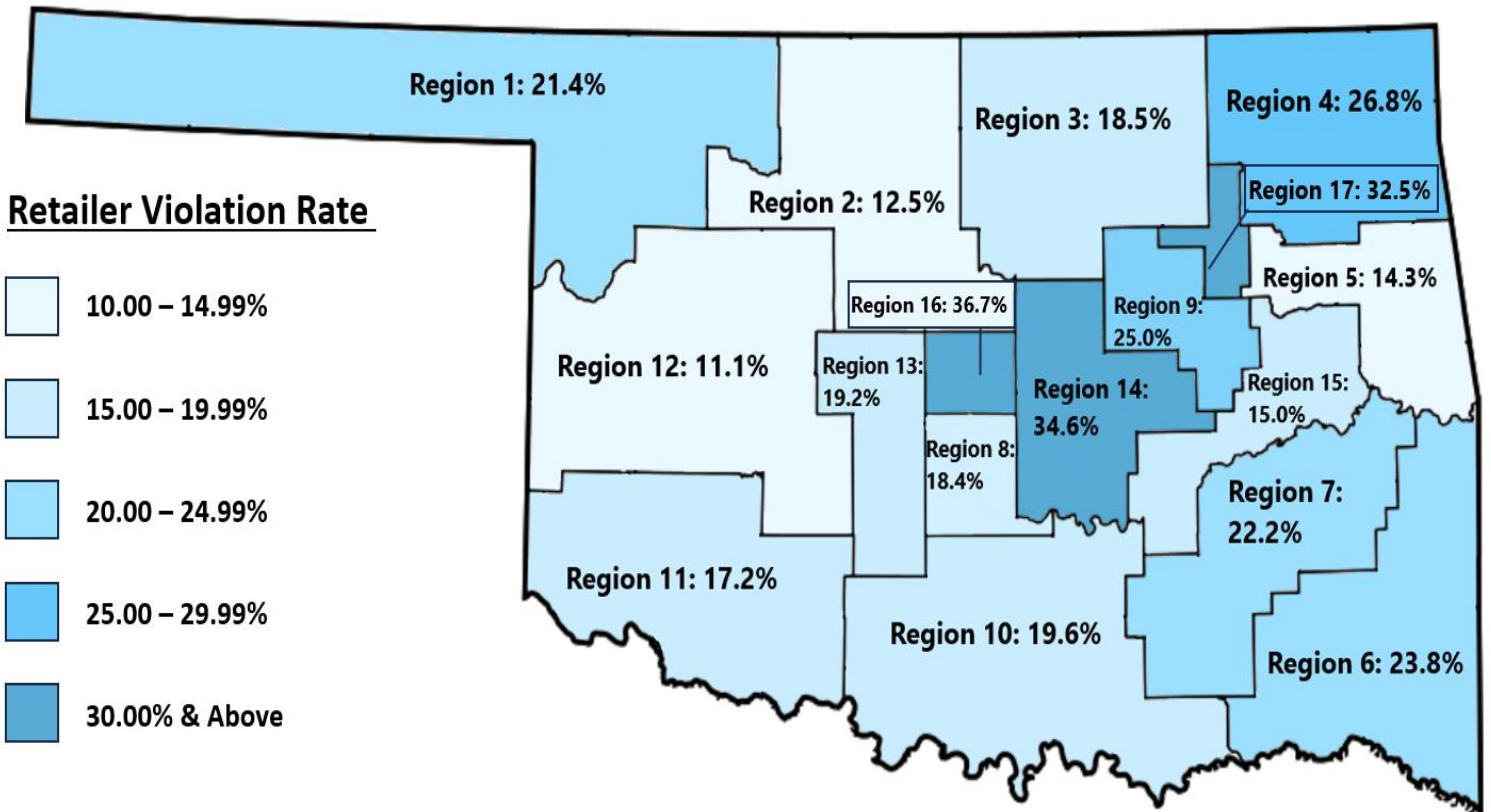 Region 1: 21.4%
Region 4: 26.8%
Region 3: 18.5%
Region 17: 32.5%
Region 2: 12.5%
Retailer Violation Rate
Region 5: 14.3%
10.00 – 14.99%
Region 16: 36.7%
Region 9:
25.0%
Region 12: 11.1%
Region 13:
19.2%
Region 14:
34.6%
Region 15:
15.0%
15.00 – 19.99%
Region 8:
18.4%
Region 7:
22.2%
20.00 – 24.99%
Region 11: 17.2%
25.00 – 29.99%
Region 10: 19.6%
Region 6: 23.8%
30.00% & Above